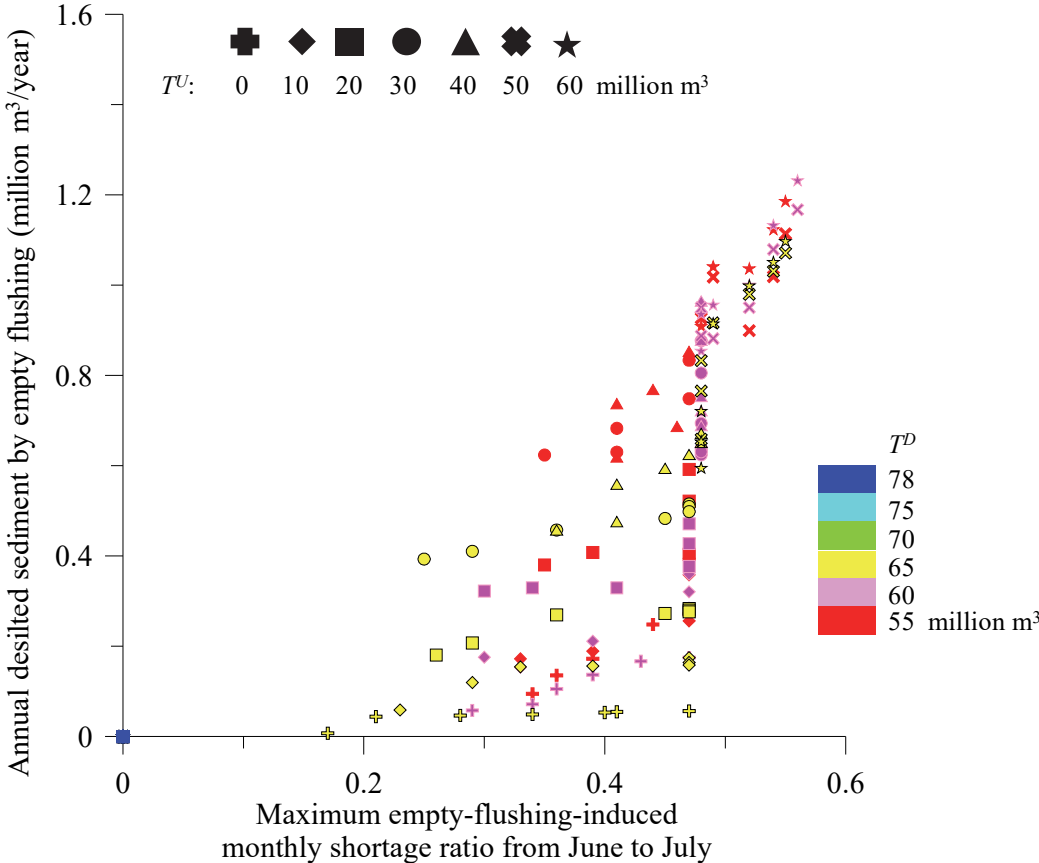 1.6
1.2
0.8
0.4
0
Annual desilted sediment by empty flushing (million m³/year)
Tᵁ: 0 10 20 30 40 50 60 million m³
Tᴰ
78
75
70
65
60
55 million m³
0 0.2 0.4 0.6
Maximum empty-flushing-induced
monthly shortage ratio from June to July